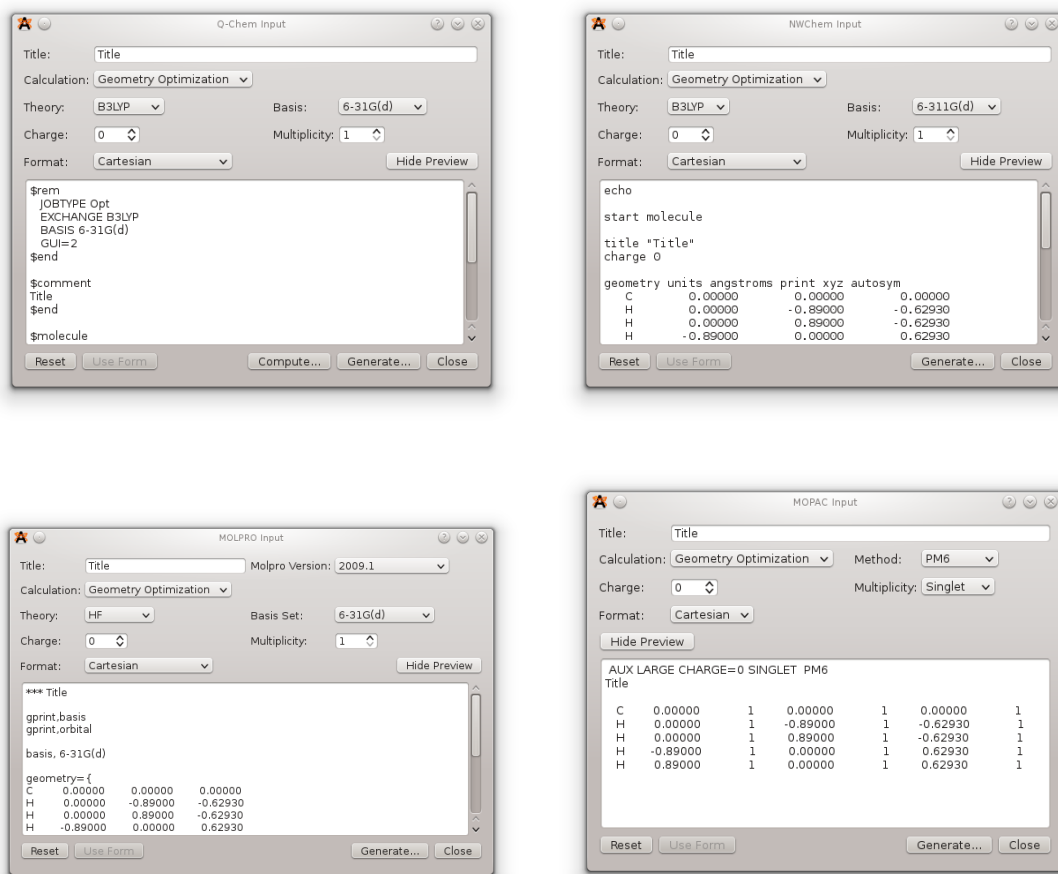 Q-Chem Input
Title: Title
Calculation: Geometry Optimization
Theory: B3LYP Basis: 6-31G(d)
Charge: 0 Multiplicity: 1
Format: Cartesian Hide Preview
$rem
JOBTYPE Opt
EXCHANGE B3LYP
BASIS 6-31G(d)
GUI=2
$end
$comment
Title
$end
$molecule
Reset Use Form Compute... Generate... Close
NWChem Input
Title: Title
Calculation: Geometry Optimization
Theory: B3LYP Basis: 6-311G(d)
Charge: 0 Multiplicity: 1
Format: Cartesian Hide Preview
echo
start molecule
title "Title"
charge 0
geometry units angstroms print xyz autosym
C 0.00000 0.00000 0.00000
H 0.00000 -0.89000 -0.62930
H 0.00000 0.89000 -0.62930
H -0.89000 0.00000 0.62930
Reset Use Form Generate... Close
MOLPRO Input
Title: Title Molpro Version: 2009.1
Calculation: Geometry Optimization
Theory: HF Basis Set: 6-31G(d)
Charge: 0 Multiplicity: 1
Format: Cartesian Hide Preview
*** Title
gprint,basis
gprint,orbital
basis, 6-31G(d)
geometry={
C 0.00000 0.00000 0.00000
H 0.00000 -0.89000 -0.62930
H 0.00000 0.89000 -0.62930
H -0.89000 0.00000 0.62930
Reset Use Form Generate... Close
MOPAC Input
Title: Title
Calculation: Geometry Optimization Method: PM6
Charge: 0 Multiplicity: Singlet
Format: Cartesian
Hide Preview
AUX LARGE CHARGE=0 SINGLET PM6
Title
C 0.00000 1 0.00000 1 0.00000 1
H 0.00000 1 -0.89000 1 -0.62930 1
H 0.00000 1 0.89000 1 -0.62930 1
H -0.89000 1 0.00000 1 0.62930 1
H 0.89000 1 0.00000 1 0.62930 1
Reset Use Form Generate... Close